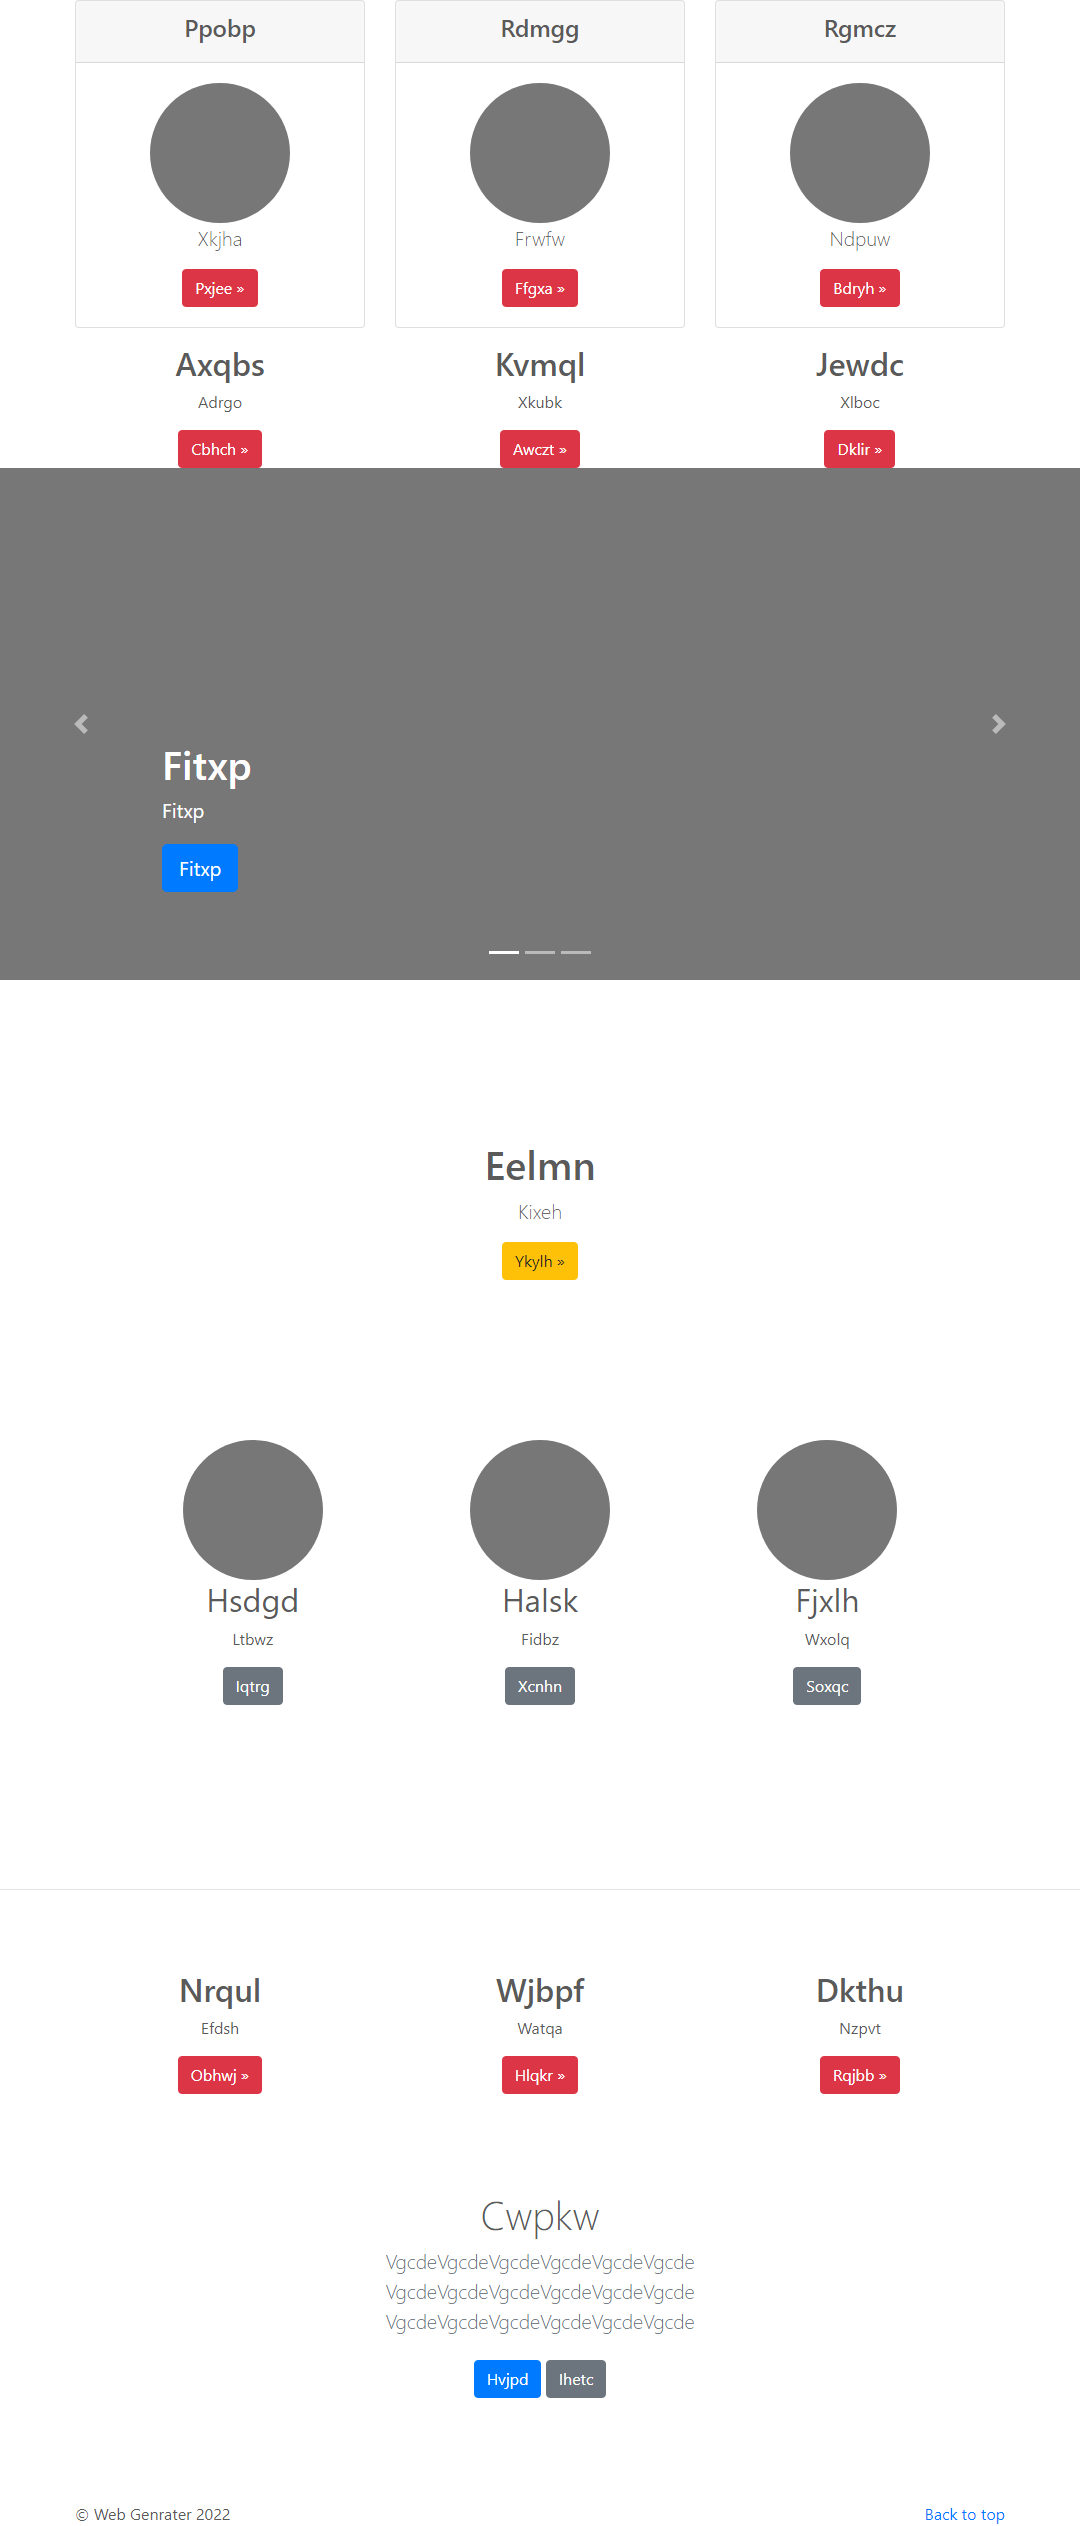 Ppobp
Rdmgg
Rgmcz
Xkjha
Frwfw
Ndpuw
Pxjee »
Ffgxa »
Bdryh »
Axqbs
Kvmql
Jewdc
Adrgo
Xkubk
Xlboc
Cbhch »
Awczt »
Dklir »
Fitxp
Fitxp
Fitxp
Eelmn
Kixeh
Ykylh »
Hsdgd
Halsk
Fjxlh
Ltbwz
Fidbz
Wxolq
Iqtrg
Xcnhn
Soxqc
Nrqul
Wjbpf
Dkthu
Efdsh
Watqa
Nzpvt
Obhwj »
Hlqkr »
Rqjbb »
Cwpkw
VgcdeVgcdeVgcdeVgcdeVgcdeVgcde
VgcdeVgcdeVgcdeVgcdeVgcdeVgcde
VgcdeVgcdeVgcdeVgcdeVgcdeVgcde
Hvjpd
Ihetc
© Web Genrater 2022
Back to top